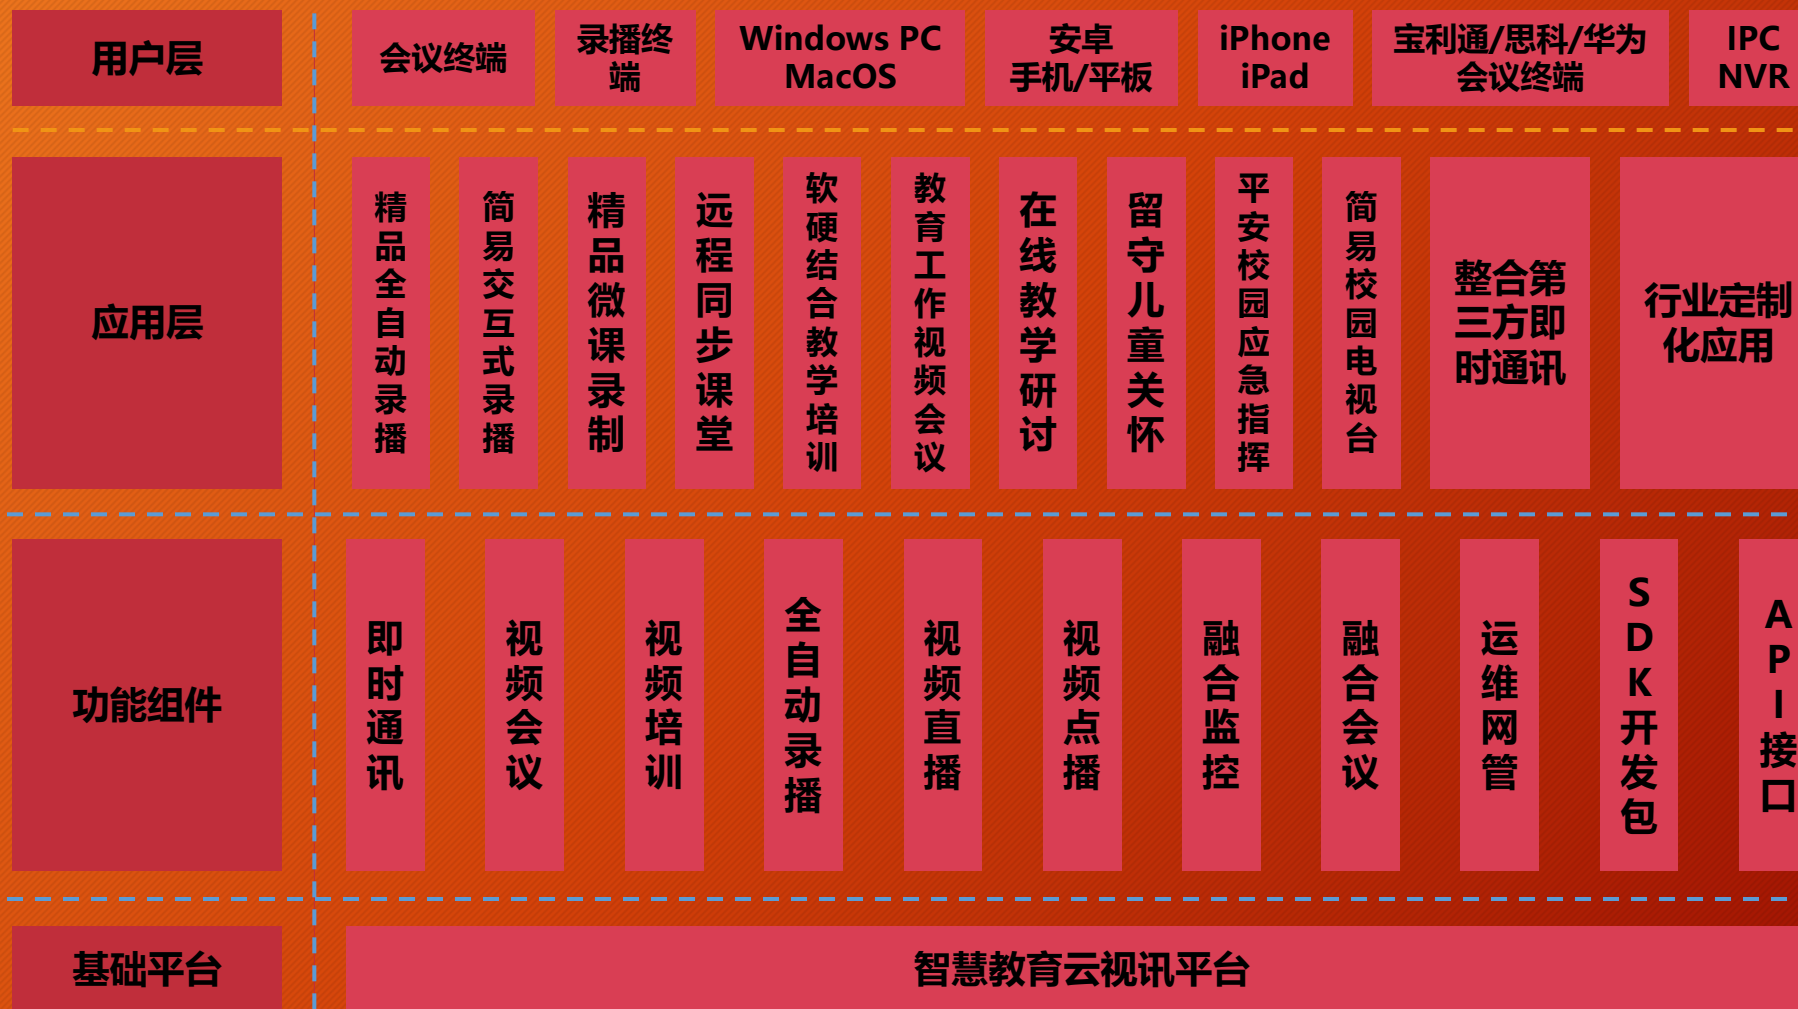 用户层
会议终端
录播终
端
Windows PC
MacOS
安卓
手机/平板
iPhone
iPad
宝利通/思科/华为
会议终端
IPC
NVR
应用层
精品全自动录播
简易交互式录播
精品微课录制
远程同步课堂
软硬结合教学培训
教育工作视频会议
在线教学研讨
留守儿童关怀
平安校园应急指挥
简易校园电视台
整合第
三方即
时通讯
行业定制
化应用
功能组件
即时通讯
视频会议
视频培训
全自动录播
视频直播
视频点播
融合监控
融合会议
运维网管
SDK开发包
API接口
基础平台
智慧教育云视讯平台